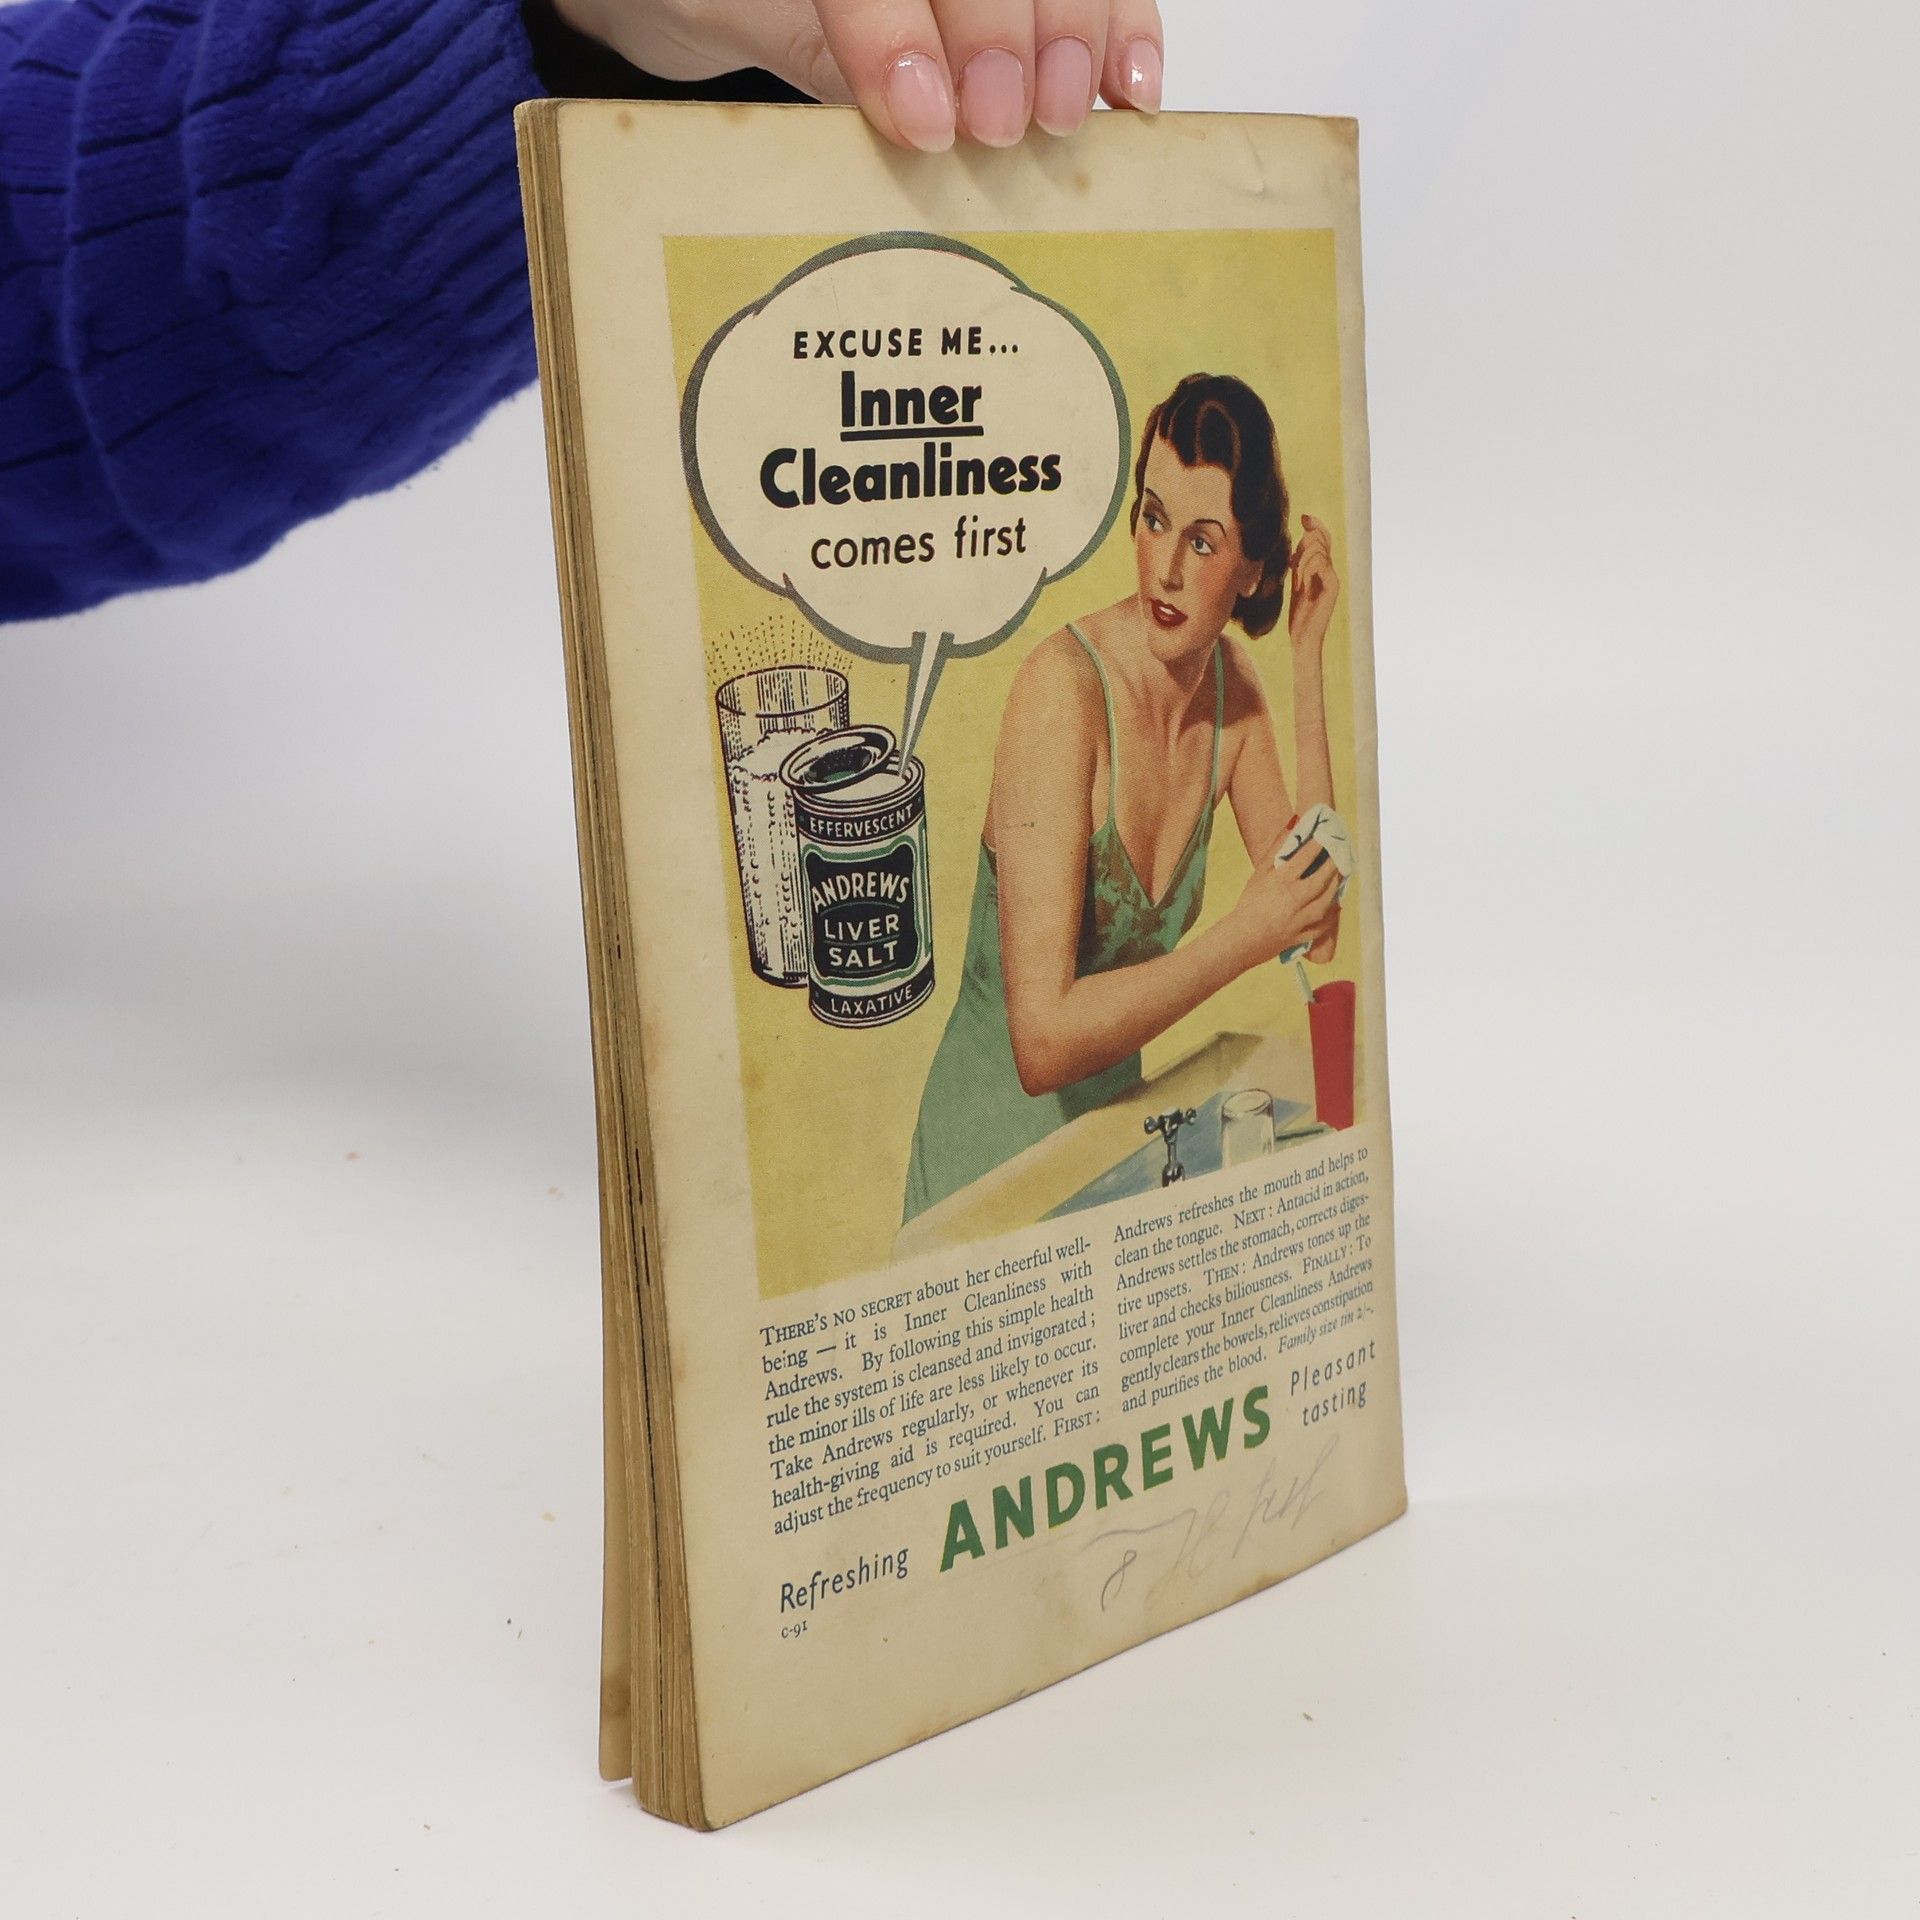 EXCUSE ME...
Inner
Cleanliness
comes first
EFFERVESCENT
ANDREWS
LIVER
SALT
LAXATIVE
THERE'S NO SECRET about her cheerful well-
being — it is Inner Cleanliness with
Andrews. By following this simple health
rule the system is cleansed and invigorated;
the minor ills of life are less likely to occur.
Take Andrews regularly, or whenever its
health-giving aid is required. You can
adjust the frequency to suit yourself. FIRST:
Andrews refreshes the mouth and helps to
clean the tongue. NEXT: Antacid in action,
Andrews settles the stomach, corrects diges-
tive upsets. THEN: Andrews tones up the
liver and checks biliousness. FINALLY: To
complete your Inner Cleanliness Andrews
gently clears the bowels, relieves constipation
and purifies the blood. Family size tin 2/-.
Refreshing ANDREWS Pleasant
tasting
c-91